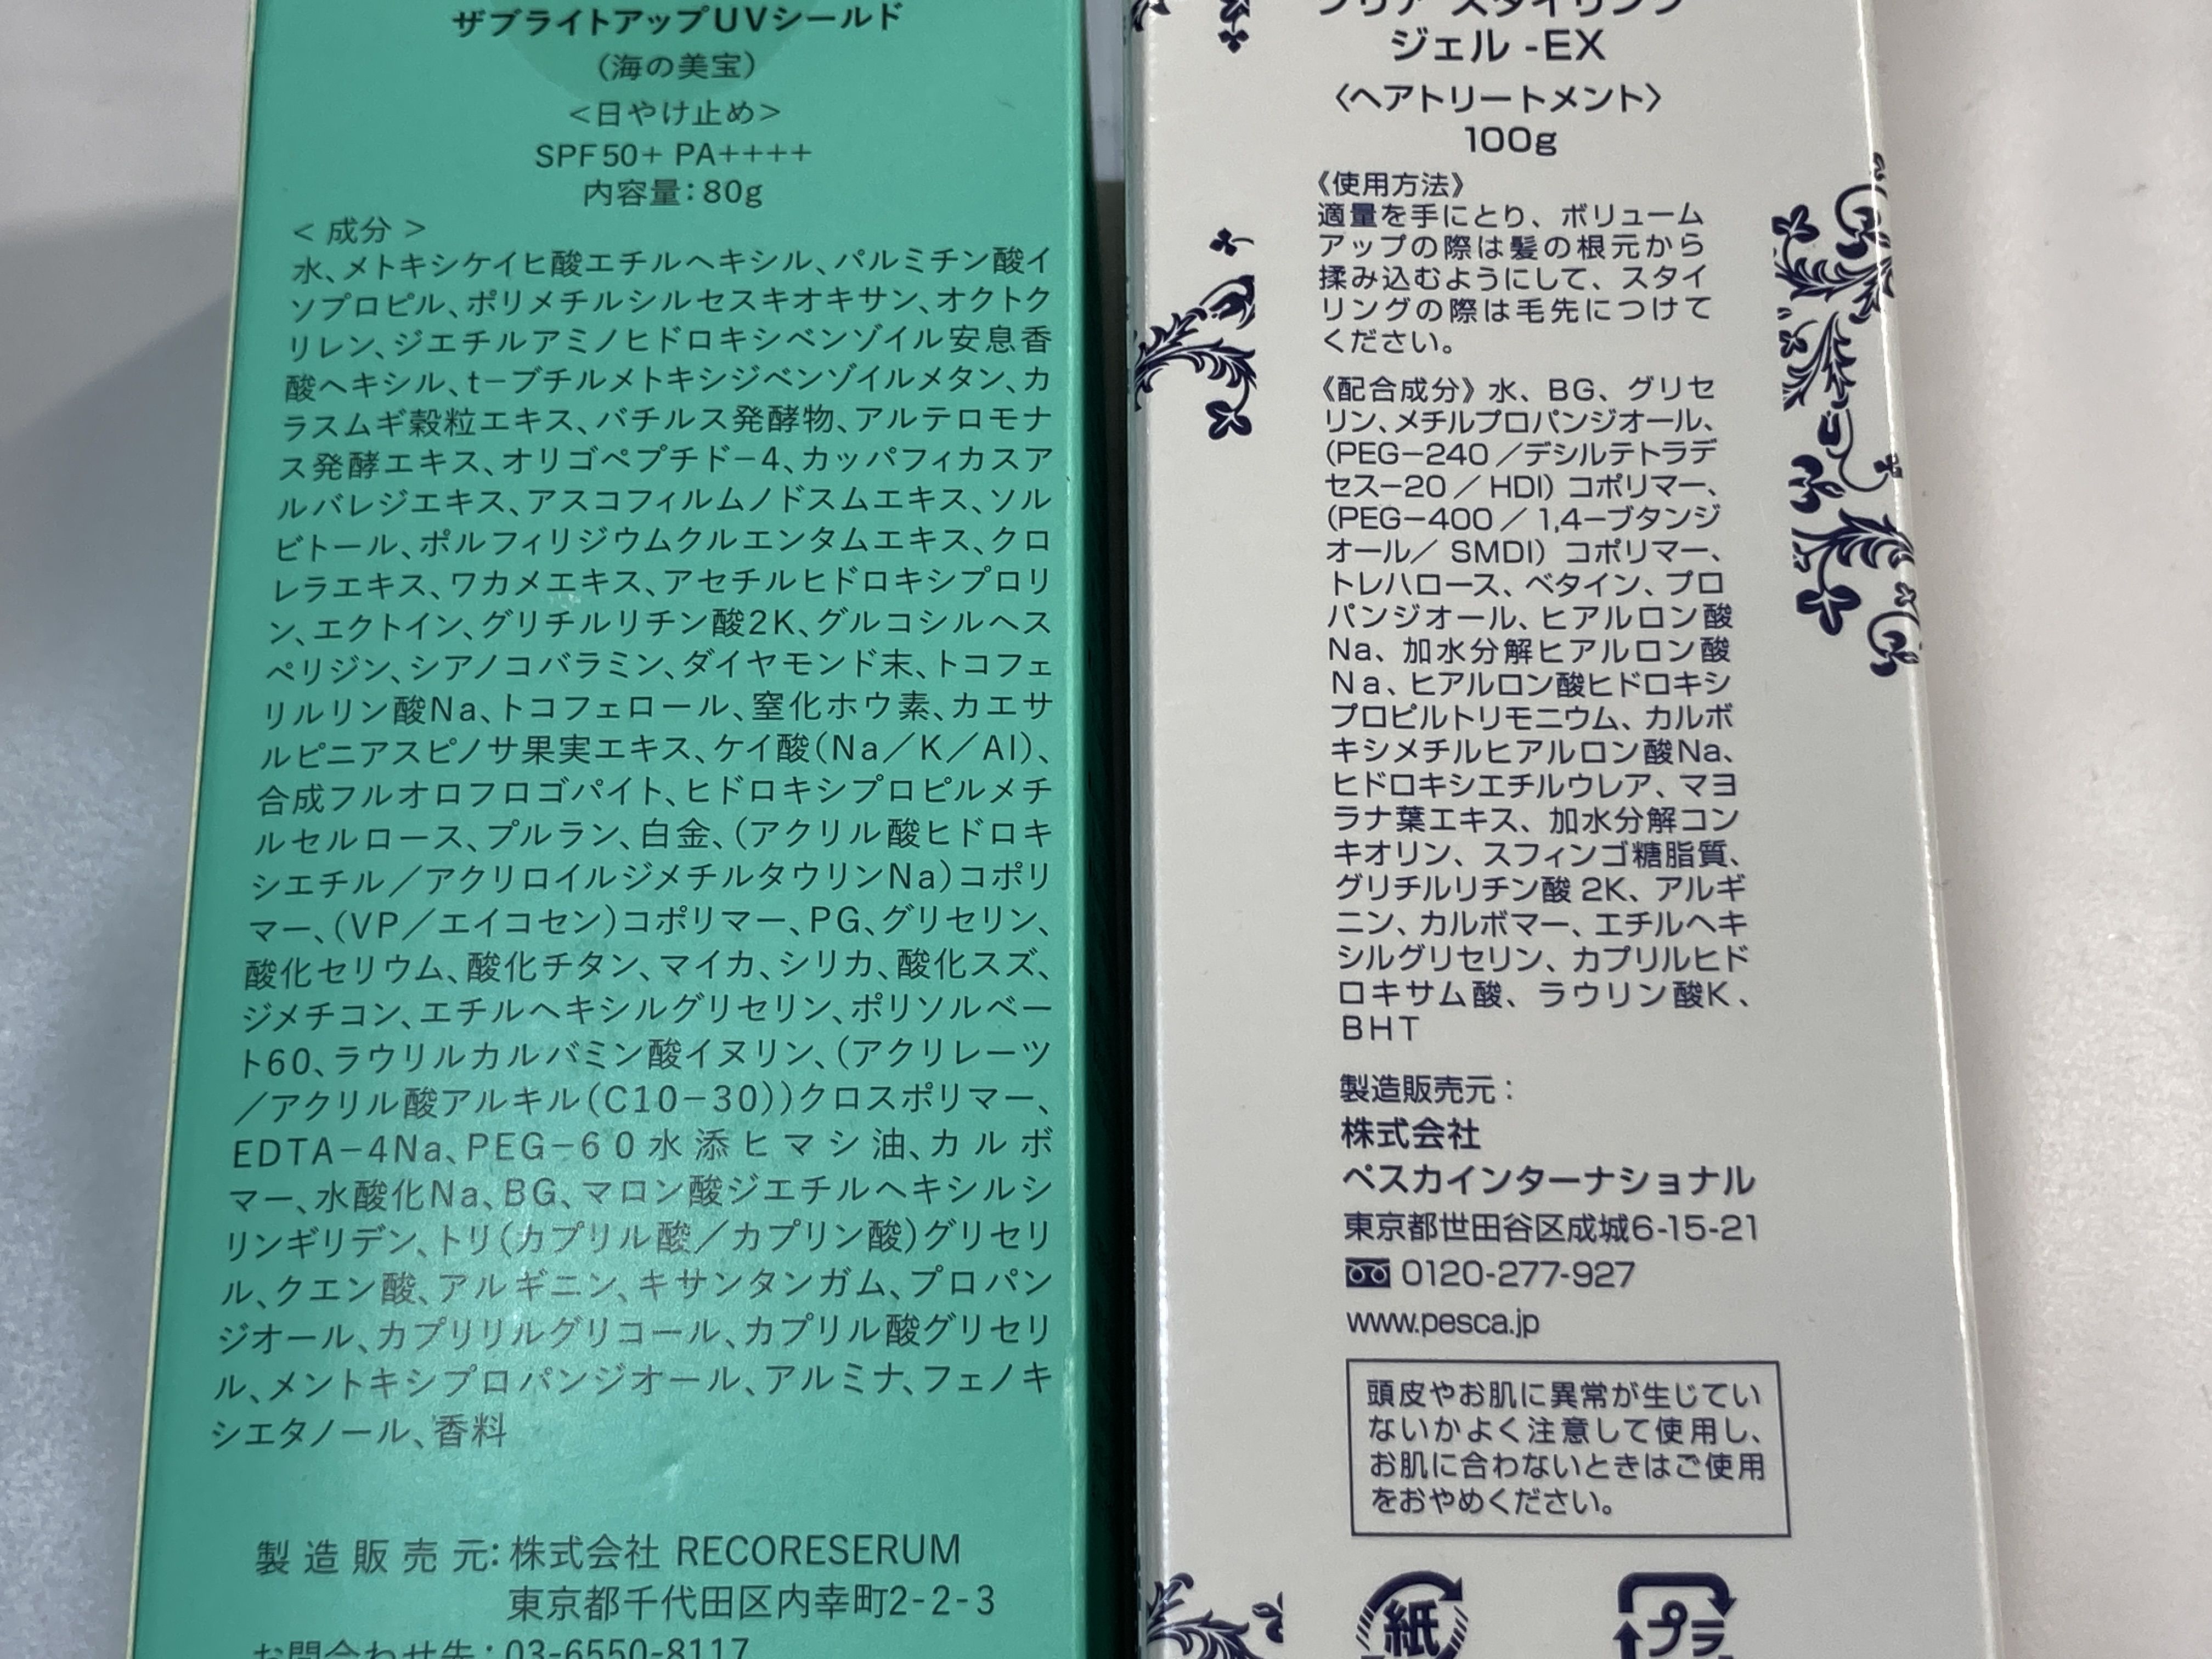 ザブライトアップUVシールド
(海の美宝)
<日やけ止め>
SPF50+ PA++++
内容量:80g
< 成分 >
水、メトキシケイヒ酸エチルヘキシル、パルミチン酸イ
ソプロピル、ポリメチルシルセスキオキサン、オクトク
リレン、ジエチルアミノヒドロキシベンゾイル安息香
酸ヘキシル、t−ブチルメトキシジベンゾイルメタン、カ
ラスムギ穀粒エキス、バチルス発酵物、アルテロモナ
ス発酵エキス、オリゴペプチド−4、カッパフィカスア
ルバレジエキス、アスコフィルムノドスムエキス、ソル
ビトール、ポルフィリジウムクルエンタムエキス、クロ
レラエキス、ワカメエキス、アセチルヒドロキシプロリ
ン、エクトイン、グリチルリチン酸2K、グルコシルヘス
ペリジン、シアノコバラミン、ダイヤモンド末、トコフェ
リルリン酸Na、トコフェロール、窒化ホウ素、カエサ
ルピニアスピノサ果実エキス、ケイ酸(Na/K/Al)、
合成フルオロフロゴパイト、ヒドロキシプロピルメチ
ルセルロース、プルラン、白金、(アクリル酸ヒドロキ
シエチル/アクリロイルジメチルタウリンNa)コポリ
マー、(VP/エイコセン)コポリマー、PG、グリセリン、
酸化セリウム、酸化チタン、マイカ、シリカ、酸化スズ、
ジメチコン、エチルヘキシルグリセリン、ポリソルベー
ト60、ラウリルカルバミン酸イヌリン、(アクリレーツ
/アクリル酸アルキル(C10−30))クロスポリマー、
EDTA−4Na、PEG−60水添ヒマシ油、カルボ
マー、水酸化Na、BG、マロン酸ジエチルヘキシルシ
リンギリデン、トリ(カプリル酸/カプリン酸)グリセリ
ル、クエン酸、アルギニン、キサンタンガム、プロパン
ジオール、カプリリルグリコール、カプリル酸グリセリ
ル、メントキシプロパンジオール、アルミナ、フェノキ
シエタノール、香料
製造販売元:株式会社 RECORESERUM
東京都千代田区内幸町2-2-3
お問合わせ先:03-6550-8117
クリア スタイリング
ジェル -EX
〈ヘアトリートメント〉
100g
《使用方法》
適量を手にとり、ボリューム
アップの際は髪の根元から
揉み込むようにして、スタイ
リングの際は毛先につけて
ください。
《配合成分》水、BG、グリセ
リン、メチルプロパンジオール、
(PEG−240/デシルテトラデ
セス−20/HDI) コポリマー、
(PEG−400/1,4−ブタンジ
オール/ SMDI) コポリマー、
トレハロース、ベタイン、プロ
パンジオール、ヒアルロン酸
Na、加水分解ヒアルロン酸
Na、ヒアルロン酸ヒドロキシ
プロピルトリモニウム、カルボ
キシメチルヒアルロン酸Na、
ヒドロキシエチルウレア、マヨ
ラナ葉エキス、加水分解コン
キオリン、スフィンゴ糖脂質、
グリチルリチン酸 2K、アルギ
ニン、カルボマー、エチルヘキ
シルグリセリン、カプリルヒド
ロキサム酸、ラウリン酸K、
BHT
製造販売元:
株式会社
ペスカインターナショナル
東京都世田谷区成城6-15-21
0120-277-927
www.pesca.jp
頭皮やお肌に異常が生じてい
ないかよく注意して使用し、
お肌に合わないときはご使用
をおやめください。
紙
プラ